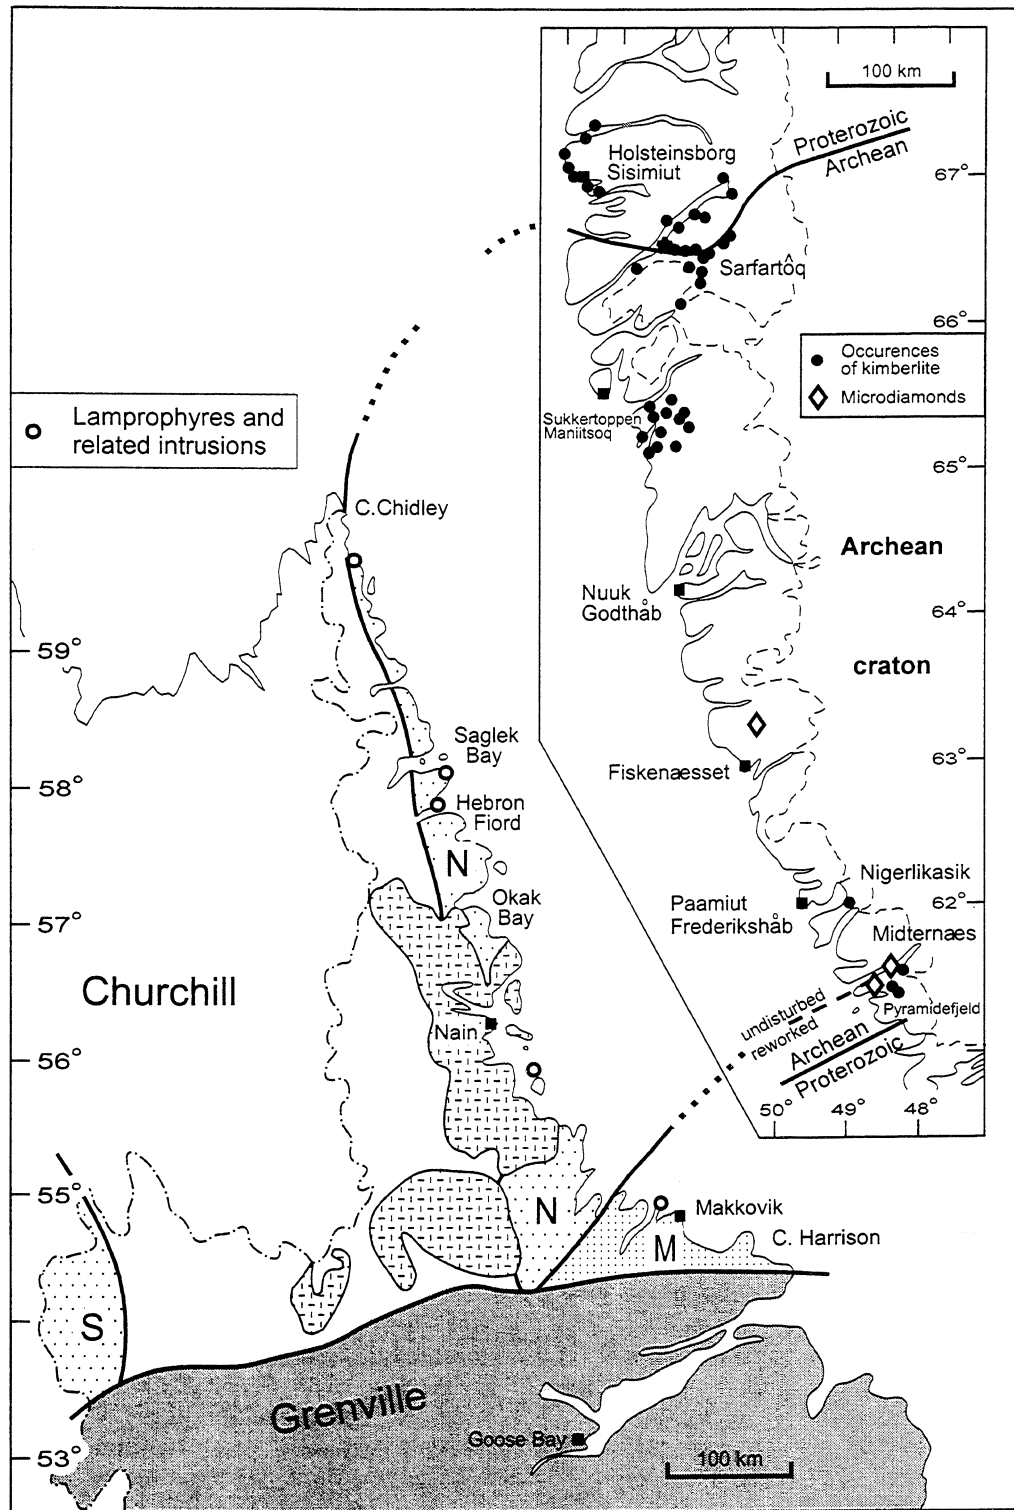 100 km
Proterozoic
Archean
Holsteinsborg
Sisimiut
67°
Sarfartôq
66°
Occurences
of kimberlite
Microdiamonds
Lamprophyres and
related intrusions
Sukkertoppen
Maniitsoq
65°
C.Chidley
Archean
Nuuk
Godthåb
64°
craton
59°
Saglek
Bay
Fiskenæsset
63°
58°
Hebron
Fiord
N
Nigerlikasik
Okak
Bay
Paamiut
Frederikshåb
62°
57°
Midternæs
Churchill
Pyramidefjeld
undisturbed
reworked
Nain
Archean
Proterozoic
56°
50°
49°
48°
55°
N
Makkovik
M
C. Harrison
S
Grenville
Goose Bay
100 km
53°